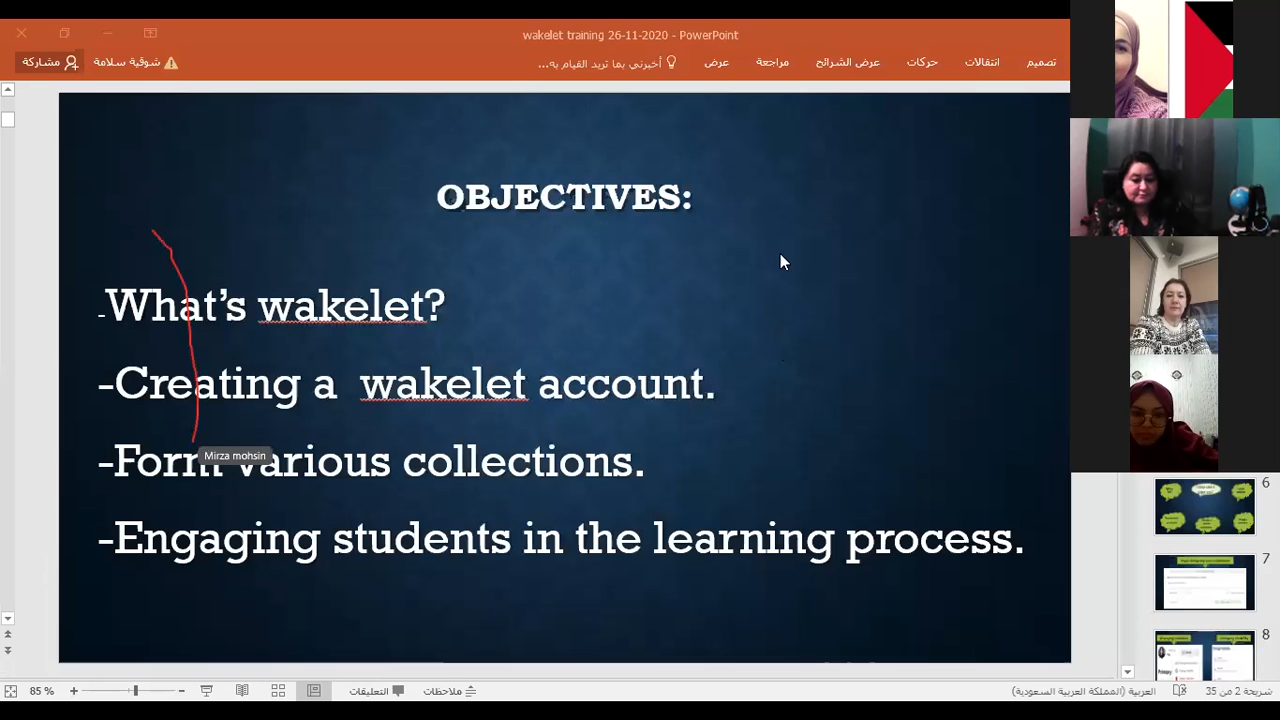 wakelet training 26-11-2020 - PowerPoint
مشاركة
شوقية سلامة
أخبرني بما تريد القيام به...
عرض
مراجعة
عرض الشرائح
حركات
انتقالات
تصميم
OBJECTIVES:
-What's wakelet?
-Creating a wakelet account.
Mirza mohsin
-Form various collections.
-Engaging students in the learning process.
6
7
8
85 %
التعليقات
ملاحظات
العربية (المملكة العربية السعودية)
شريحة 2 من 35